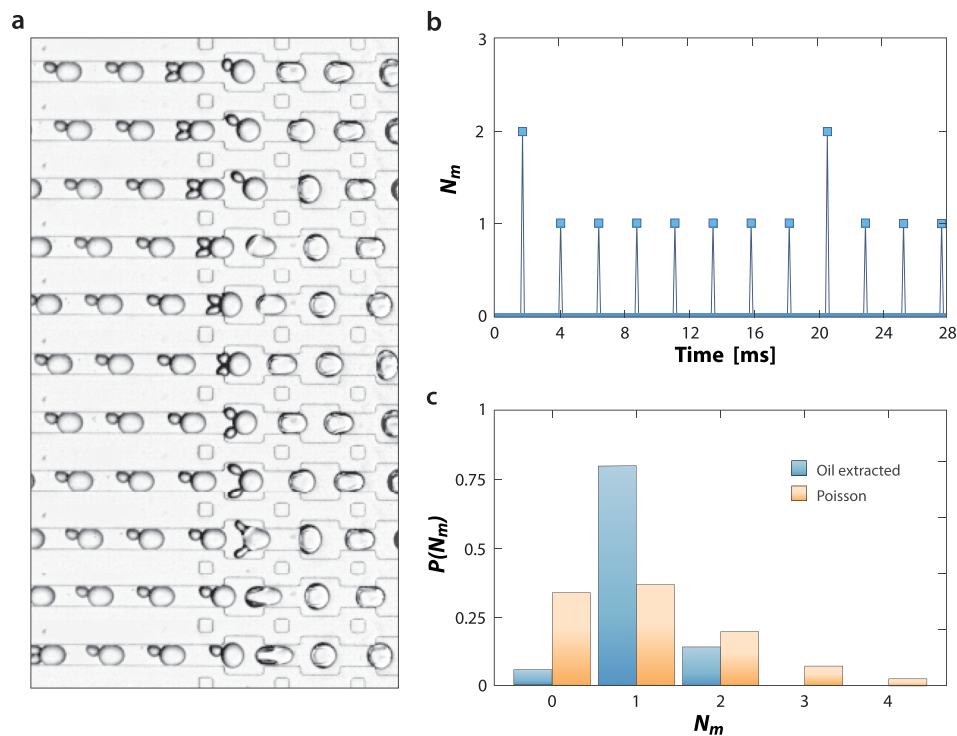 a
b
3
2
1
0
N_m
0 4 8 12 16 20 24 28
Time [ms]
c
1
0.75
0.5
0.25
0
P(N_m)
Oil extracted
Poisson
0 1 2 3 4
N_m